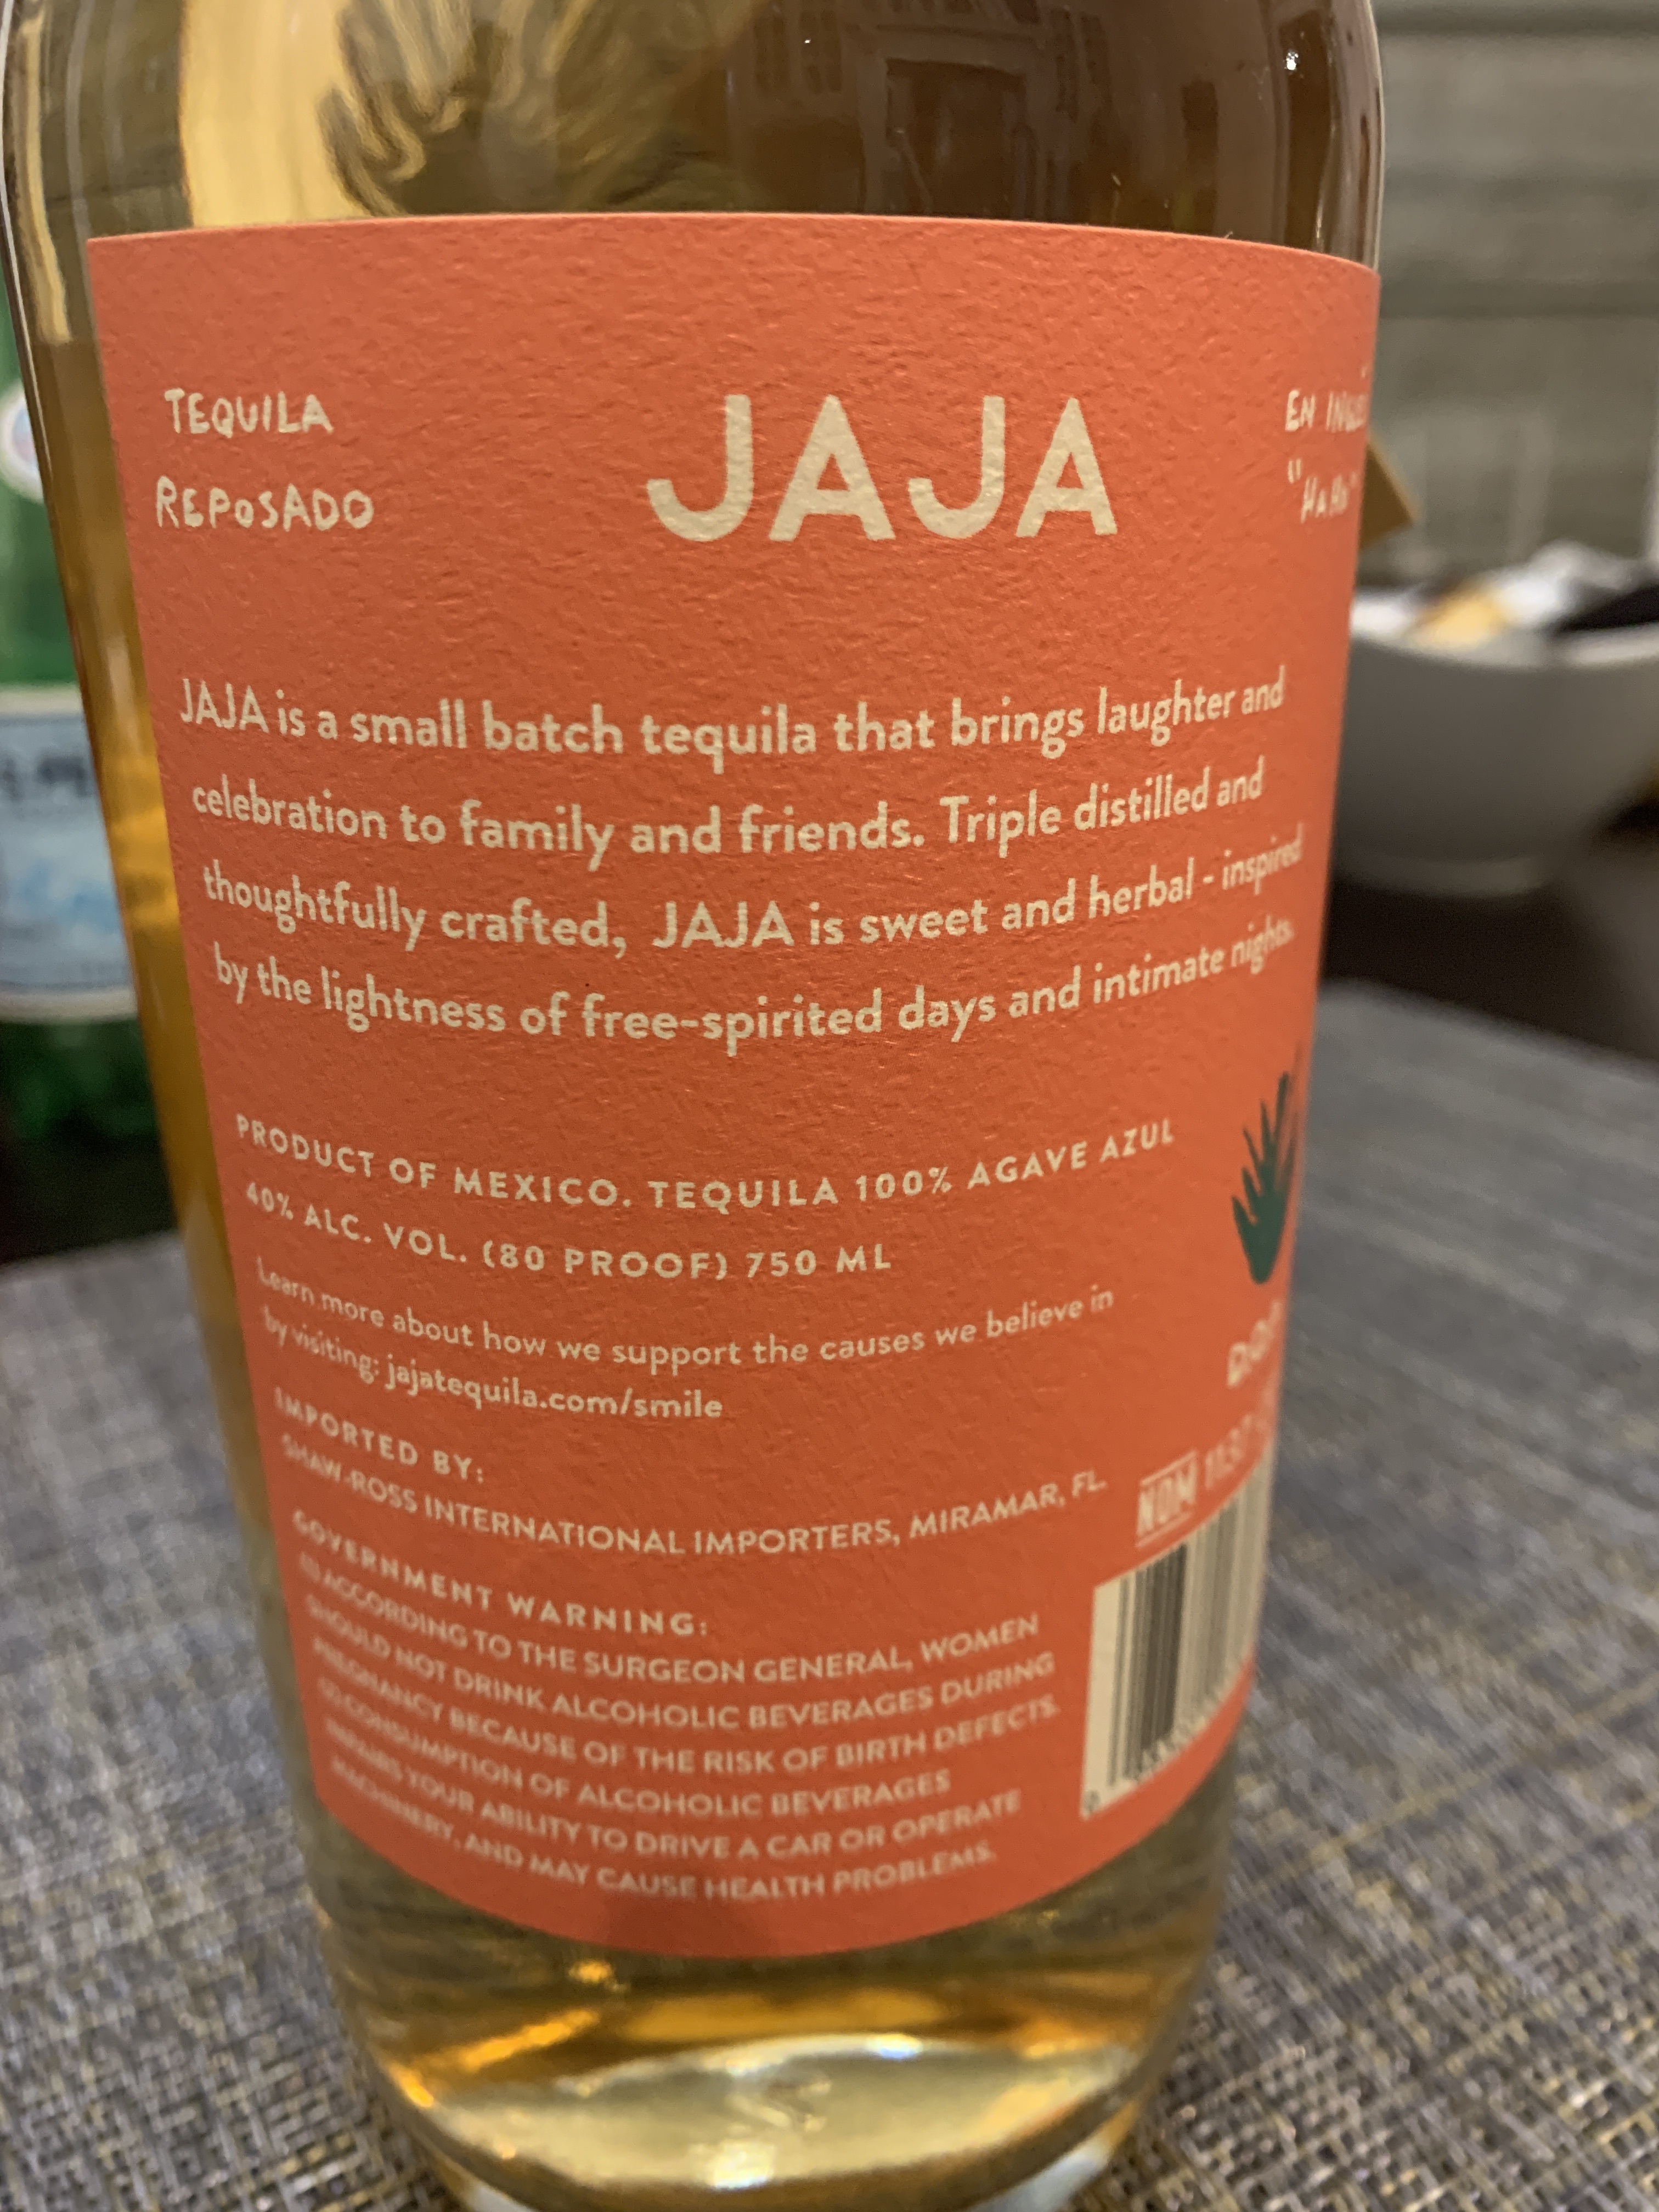 TEQUILA
REPOSADO
JAJA
EN
"HAHA"
JAJA is a small batch tequila that brings laughter and
celebration to family and friends. Triple distilled and
thoughtfully crafted, JAJA is sweet and herbal - inspired
by the lightness of free-spirited days and intimate nights.
PRODUCT OF MEXICO. TEQUILA 100% AGAVE AZUL
40% ALC. VOL. (80 PROOF) 750 ML
Learn more about how we support the causes we believe in
by visiting: jajatequila.com/smile
IMPORTED BY:
SHAW-ROSS INTERNATIONAL IMPORTERS, MIRAMAR, FL.
NOM 1137
GOVERNMENT WARNING:
(1) ACCORDING TO THE SURGEON GENERAL, WOMEN
SHOULD NOT DRINK ALCOHOLIC BEVERAGES DURING
PREGNANCY BECAUSE OF THE RISK OF BIRTH DEFECTS.
(2) CONSUMPTION OF ALCOHOLIC BEVERAGES
IMPAIRS YOUR ABILITY TO DRIVE A CAR OR OPERATE
MACHINERY, AND MAY CAUSE HEALTH PROBLEMS.